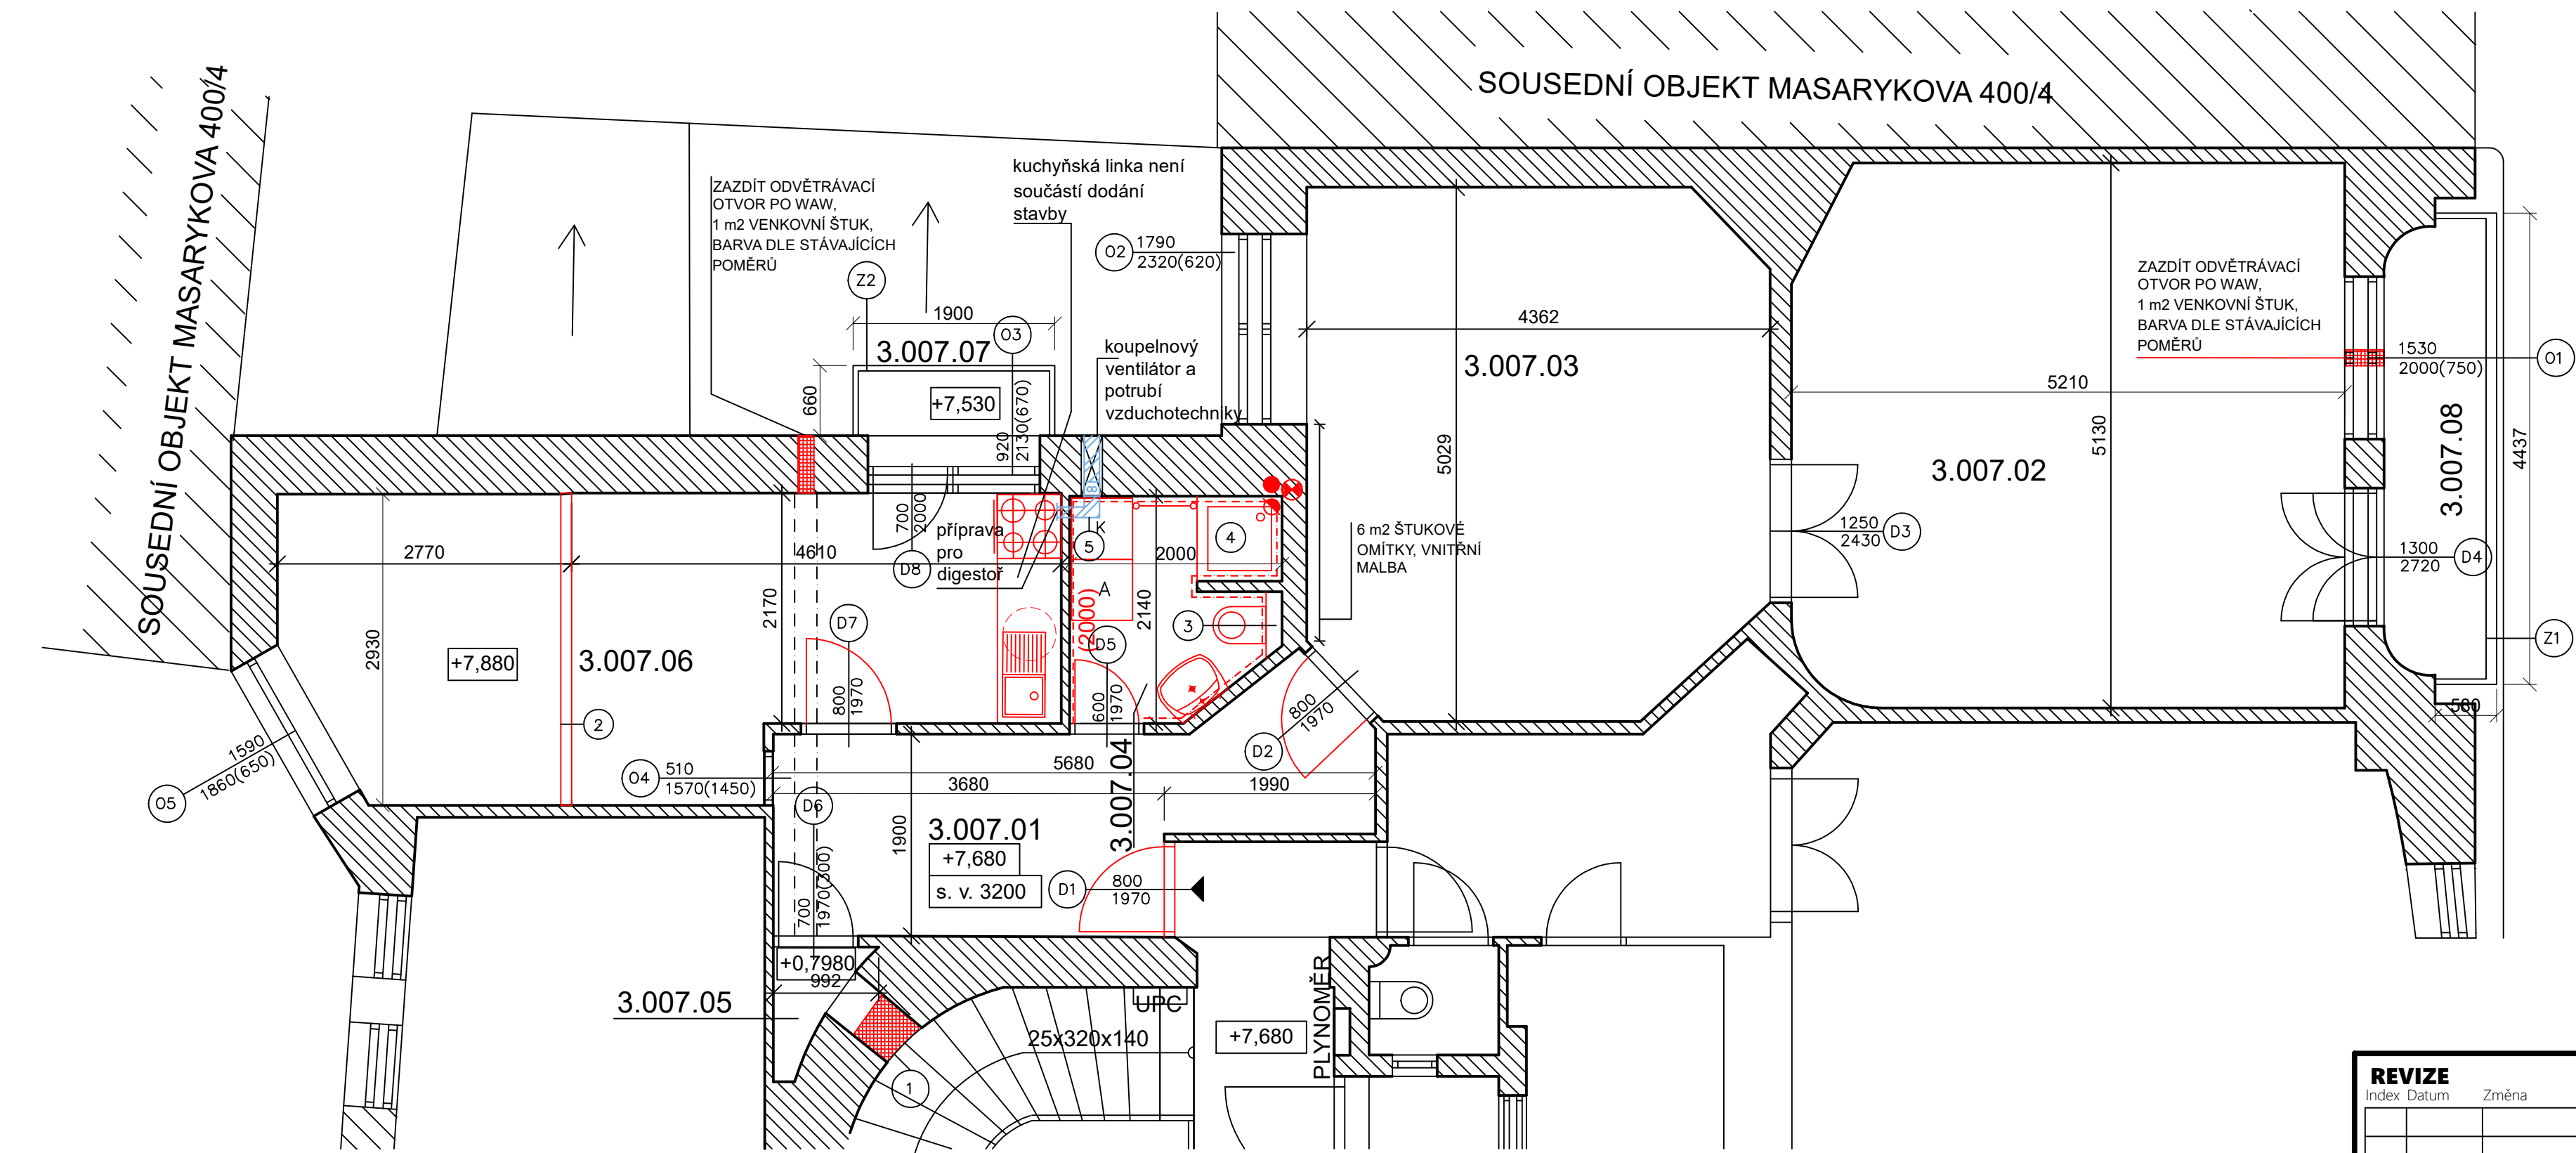 SOUSEDNÍ OBJEKT MASARYKOVA 400/4
SOUSEDNÍ OBJEKT MASARYKOVA 400/4
ZAZDÍT ODVĚTRÁVACÍ
OTVOR PO WAW,
1 m2 VENKOVNÍ ŠTUK,
BARVA DLE STÁVAJÍCÍCH
POMĚRŮ
kuchyňská linka není
součástí dodání
stavby
Z2
1900
O3
3.007.07
660
+7,530
920
2130(670)
O2
1790
2320(620)
koupelnový
ventilátor a
potrubí
vzduchotechniky
4362
3.007.03
5029
ZAZDÍT ODVĚTRÁVACÍ
OTVOR PO WAW,
1 m2 VENKOVNÍ ŠTUK,
BARVA DLE STÁVAJÍCÍCH
POMĚRŮ
1530
2000(750)
O1
5210
5130
3.007.02
3.007.08
4437
1250
2430
D3
1300
2720
D4
Z1
580
6 m2 ŠTUKOVÉ
OMÍTKY, VNITŘNÍ
MALBA
2770
4610
700
2000
D8
příprava
pro
digestoř
K
5
A
2000
4
3
2140
(2000)
D5
600
1970
2170
D7
800
1970
2930
+7,880
3.007.06
2
O5
1590
1860(650)
O4
510
1570(1450)
D6
700
1970(300)
5680
3680
1990
D2
800
1970
3.007.04
1900
3.007.01
+7,680
s. v. 3200
D1
800
1970
+0,7980
992
3.007.05
1
UPC
25x320x140
+7,680
PLYNOMĚR
REVIZE
Index Datum Změna